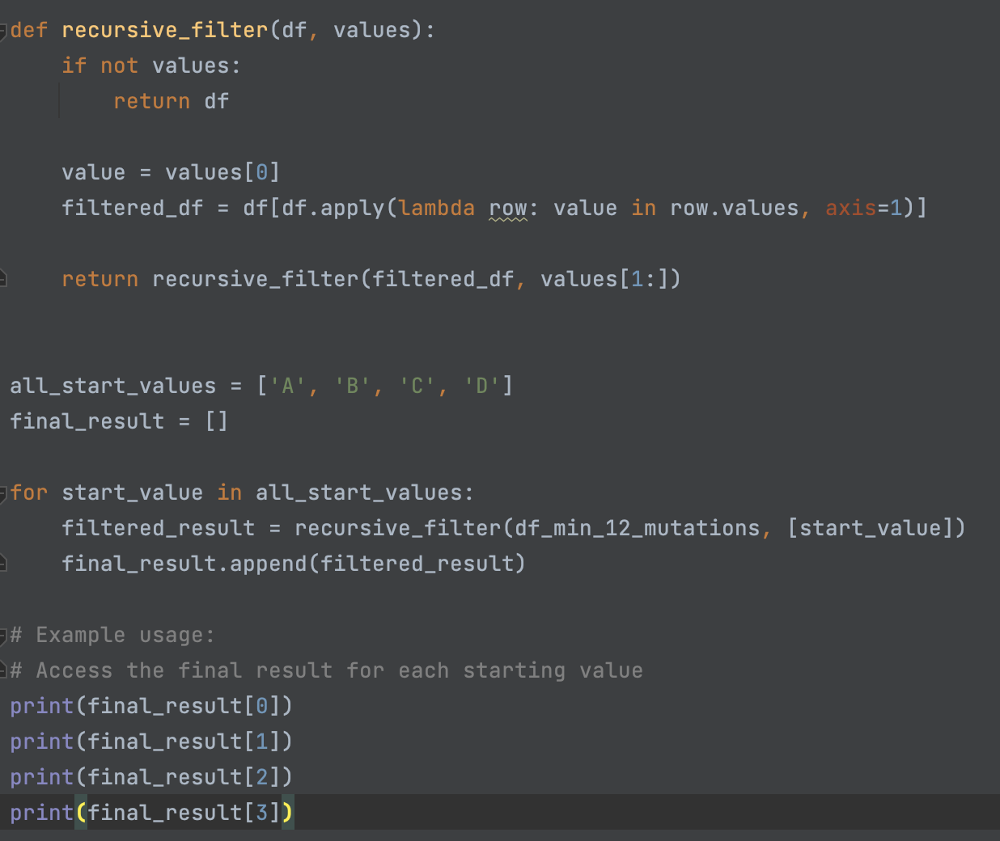 def recursive_filter(df, values):
    if not values:
        return df

    value = values[0]
    filtered_df = df[df.apply(lambda row: value in row.values, axis=1)]

    return recursive_filter(filtered_df, values[1:])


all_start_values = ['A', 'B', 'C', 'D']
final_result = []

for start_value in all_start_values:
    filtered_result = recursive_filter(df_min_12_mutations, [start_value])
    final_result.append(filtered_result)

# Example usage:
# Access the final result for each starting value
print(final_result[0])
print(final_result[1])
print(final_result[2])
print(final_result[3])